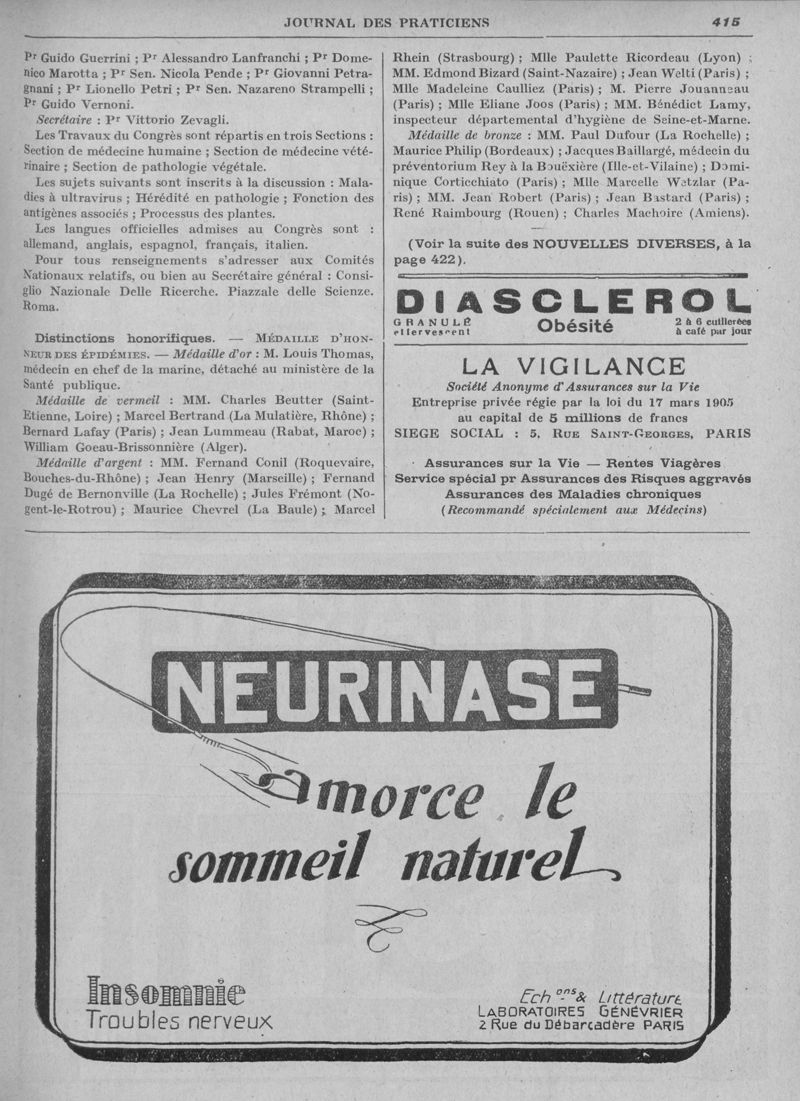 JOURNAL DES PRATICIENS 415
Pr Guido Guerrini ; Pr Alessandro Lanfranchi ; Pr Dome-
nico Marotta ; Pr Sen. Nicola Pende ; Pr Giovanni Petra-
gnani ; Pr Lionello Petri ; Pr Sen. Nazareno Strampelli ;
Pr Guido Vernoni.
Secrétaire : Pr Vittorio Zevagli.
Les Travaux du Congrès sont répartis en trois Sections :
Section de médecine humaine ; Section de médecine vété-
rinaire ; Section de pathologie végétale.
Les sujets suivants sont inscrits à la discussion : Mala-
dies à ultravirus ; Hérédité en pathologie ; Fonction des
antigènes associés ; Processus des plantes.
Les langues officielles admises au Congrès sont :
allemand, anglais, espagnol, français, italien.
Pour tous renseignements s'adresser aux Comités
Nationaux relatifs, ou bien au Secrétaire général : Consi-
glio Nazionale Delle Ricerche. Piazzale delle Scienze.
Roma.
Distinctions honorifiques. — MÉDAILLE D'HON-
NEUR DES ÉPIDÉMIES. — Médaille d'or : M. Louis Thomas,
médecin en chef de la marine, détaché au ministère de la
Santé publique.
Médaille de vermeil : MM. Charles Beutter (Saint-
Etienne, Loire) ; Marcel Bertrand (La Mulatière, Rhône) ;
Bernard Lafay (Paris) ; Jean Lummeau (Rabat, Maroc) ;
William Goeau-Brissonnière (Alger).
Médaille d'argent : MM. Fernand Conil (Roquevaire,
Bouches-du-Rhône) ; Jean Henry (Marseille) ; Fernand
Dugé de Bernonville (La Rochelle) ; Jules Frémont (No-
gent-le-Rotrou) ; Maurice Chevrel (La Baule) ; Marcel
Rhein (Strasbourg) ; Mlle Paulette Ricordeau (Lyon) ;
MM. Edmond Bizard (Saint-Nazaire) ; Jean Welti (Paris) ;
Mlle Madeleine Caulliez (Paris) ; M. Pierre Jouanneau
(Paris) ; Mlle Eliane Joos (Paris) ; MM. Bénédict Lamy,
inspecteur départemental d'hygiène de Seine-et-Marne.
Médaille de bronze : MM. Paul Dufour (La Rochelle) ;
Maurice Philip (Bordeaux) ; Jacques Baillargé, médecin du
préventorium Rey à la Bouëxière (Ille-et-Vilaine) ; Domi-
nique Corticchiato (Paris) ; Mlle Marcelle Wetzlar (Pa-
ris) ; MM. Jean Robert (Paris) ; Jean Bastard (Paris) ;
René Raimbourg (Rouen) ; Charles Machoire (Amiens).
(Voir la suite des NOUVELLES DIVERSES, à la
page 422).
DIASCLEROL
GRANULÉ
effervescent
Obésité
2 à 6 cuillerées
à café par jour
LA VIGILANCE
Société Anonyme d'Assurances sur la Vie
Entreprise privée régie par la loi du 17 mars 1905
au capital de 5 millions de francs
SIEGE SOCIAL : 5, RUE SAINT-GEORGES, PARIS
Assurances sur la Vie — Rentes Viagères
Service spécial pr Assurances des Risques aggravés
Assurances des Maladies chroniques
(Recommandé spécialement aux Médecins)
NEURINASE
amorce le
sommeil naturel
Insomnie
Troubles nerveux
Echons & Littérature
LABORATOIRES GÉNÉVRIER
2 Rue du Débarcadère PARIS